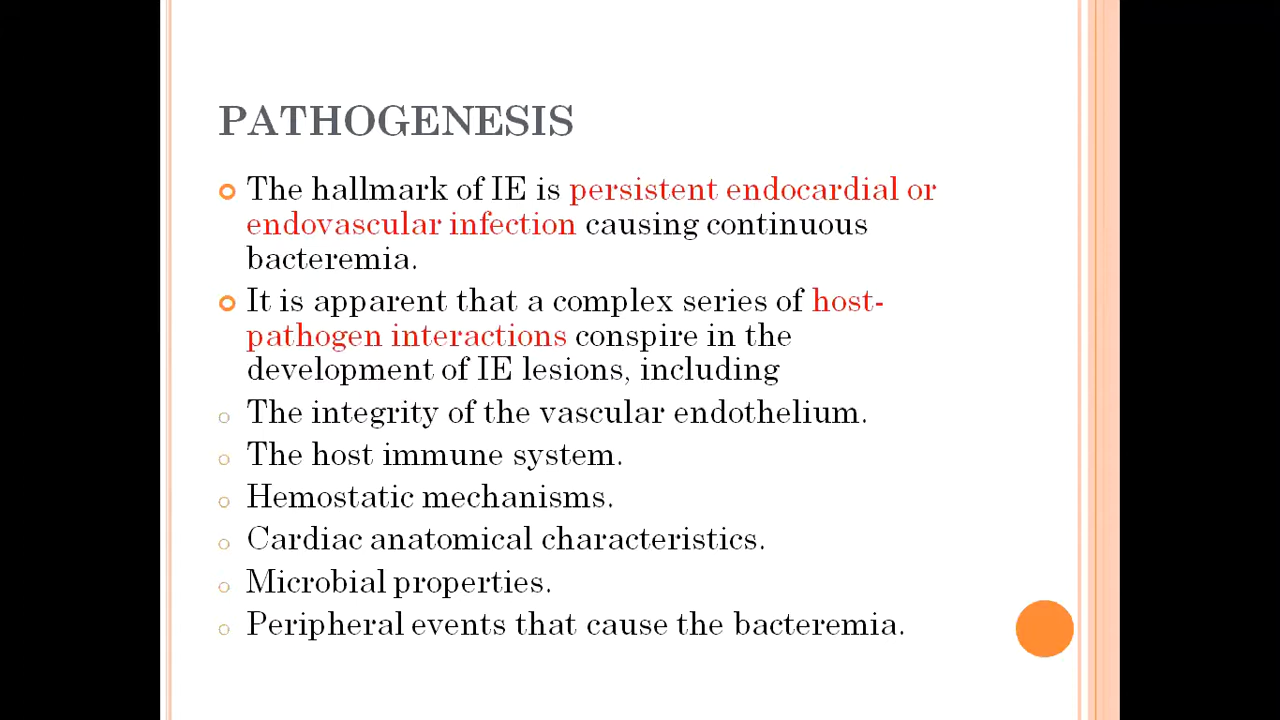 PATHOGENESIS
The hallmark of IE is persistent endocardial or
endovascular infection causing continuous
bacteremia.
It is apparent that a complex series of host-
pathogen interactions conspire in the
development of IE lesions, including
The integrity of the vascular endothelium.
The host immune system.
Hemostatic mechanisms.
Cardiac anatomical characteristics.
Microbial properties.
Peripheral events that cause the bacteremia.